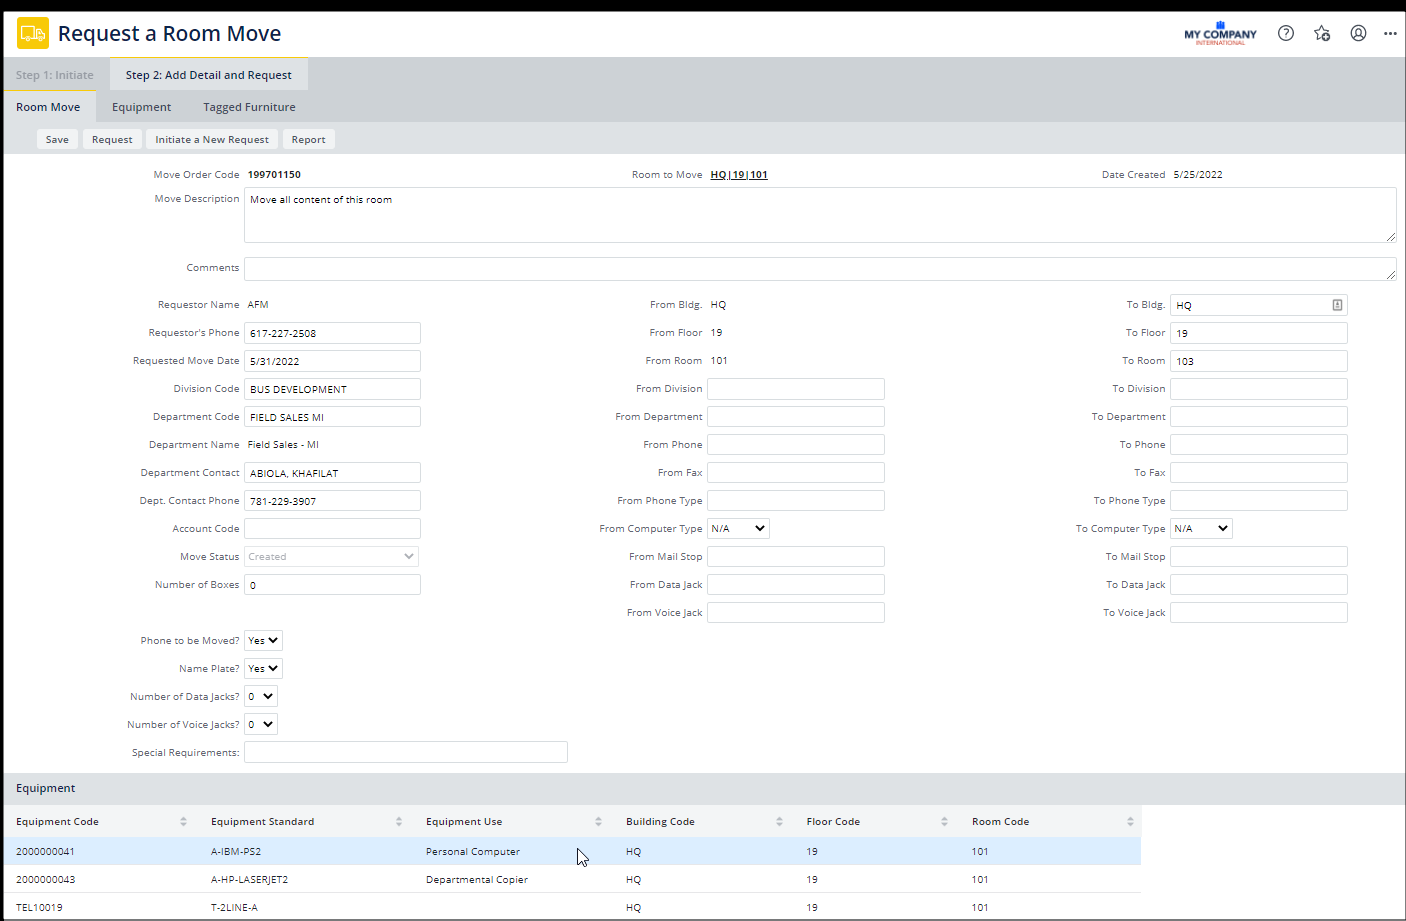 Request a Room Move
MY COMPANY
INTERNATIONAL
Step 1: Initiate
Step 2: Add Detail and Request
Room Move
Equipment
Tagged Furniture
Save
Request
Initiate a New Request
Report
Move Order Code 199701150
Room to Move HQ|19|101
Date Created 5/25/2022
Move Description Move all content of this room
Comments
Requestor Name AFM
From Bldg. HQ
To Bldg. HQ
Requestor's Phone 617-227-2508
From Floor 19
To Floor 19
Requested Move Date 5/31/2022
From Room 101
To Room 103
Division Code BUS DEVELOPMENT
From Division
To Division
Department Code FIELD SALES MI
From Department
To Department
Department Name Field Sales - MI
From Phone
To Phone
Department Contact ABIOLA, KHAFILAT
From Fax
To Fax
Dept. Contact Phone 781-229-3907
From Phone Type
To Phone Type
Account Code
From Computer Type N/A
To Computer Type N/A
Move Status Created
From Mail Stop
To Mail Stop
Number of Boxes 0
From Data Jack
To Data Jack
From Voice Jack
To Voice Jack
Phone to be Moved? Yes
Name Plate? Yes
Number of Data Jacks? 0
Number of Voice Jacks? 0
Special Requirements:
Equipment
Equipment Code Equipment Standard Equipment Use Building Code Floor Code Room Code
2000000041 A-IBM-PS2 Personal Computer HQ 19 101
2000000043 A-HP-LASERJET2 Departmental Copier HQ 19 101
TEL10019 T-2LINE-A HQ 19 101